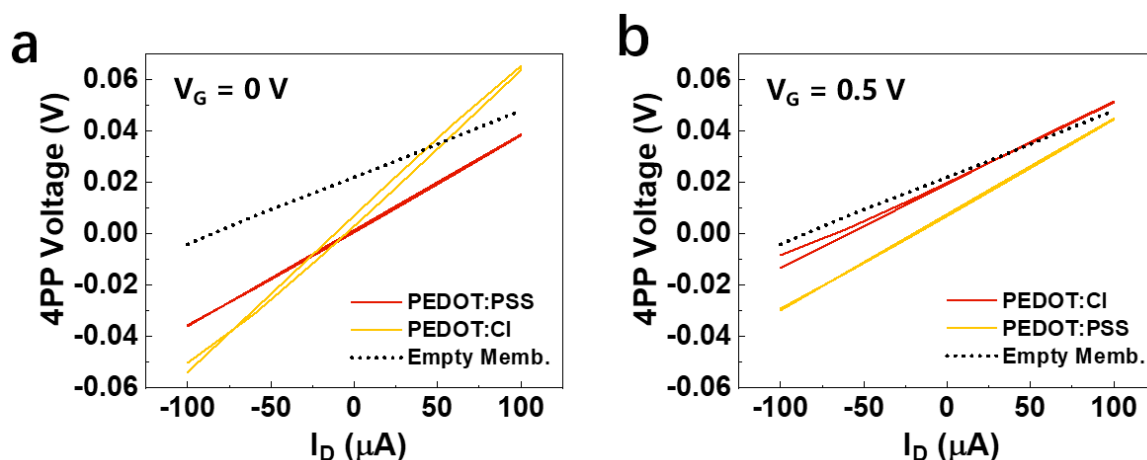 a
V_G = 0 V
4PP Voltage (V)
0.06
0.04
0.02
0.00
-0.02
-0.04
-0.06
PEDOT:PSS
PEDOT:Cl
Empty Memb.
-100
-50
0
50
100
I_D (μA)
b
V_G = 0.5 V
4PP Voltage (V)
0.06
0.04
0.02
0.00
-0.02
-0.04
-0.06
PEDOT:Cl
PEDOT:PSS
Empty Memb.
-100
-50
0
50
100
I_D (μA)